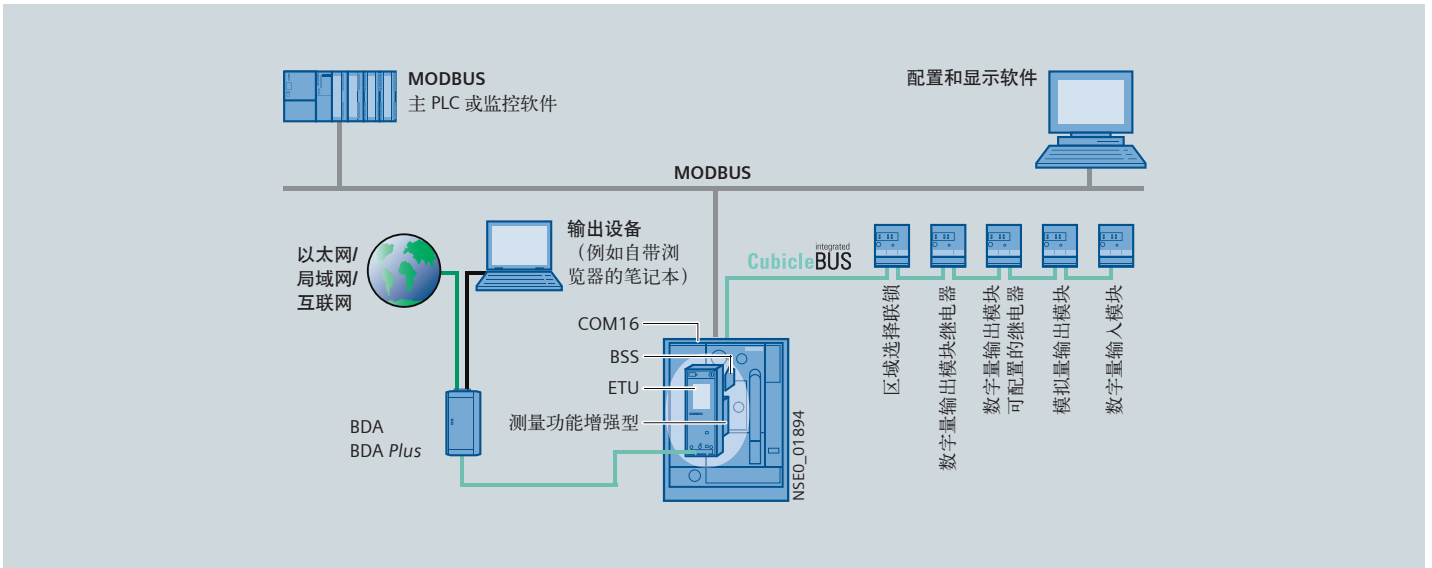 MODBUS
主 PLC 或监控软件
配置和显示软件
MODBUS
以太网/
局域网/
互联网
输出设备
（例如自带浏
览器的笔记本）
integrated
CubicleBUS
COM16
BSS
ETU
测量功能增强型
BDA
BDA Plus
NSE0_01894
区域选择联锁
数字量输出模块继电器
数字量输出模块
可配置的继电器
模拟量输出模块
数字量输入模块